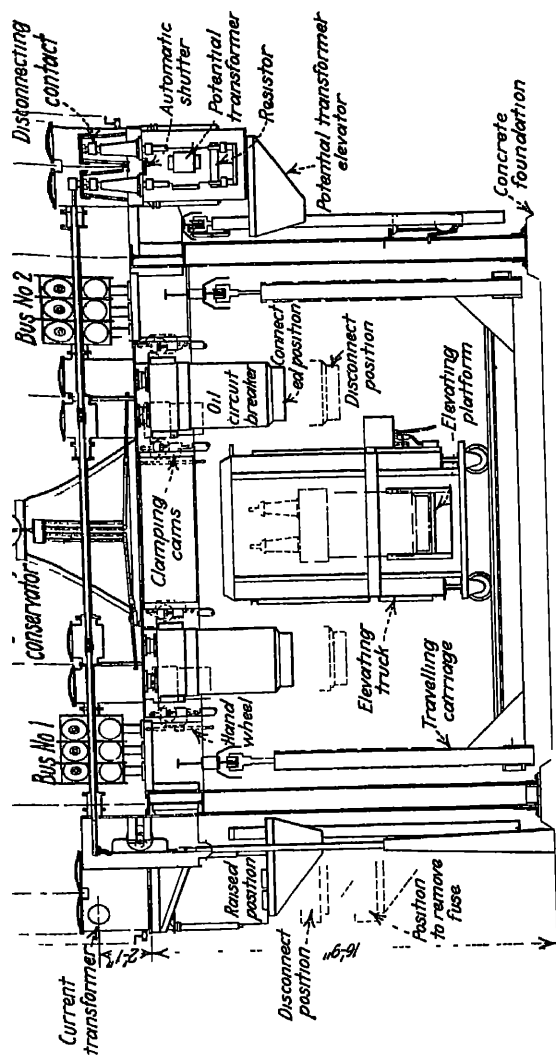 Current
transformer
2'-1"
Bus No 1
conservator
Bus No 2
Disconnecting
contact
Automatic
shutter
Potential
transformer
Resistor
Potential transformer
elevator
Concrete
foundation
Raised
position
Hand
wheel
Clamping
cams
Oil
circuit
breaker
Connect
ed position
Disconnect
position
Elevating
platform
Elevating
truck
Travelling
carriage
Disconnect
position
Position
to remove
fuse
16'-9"